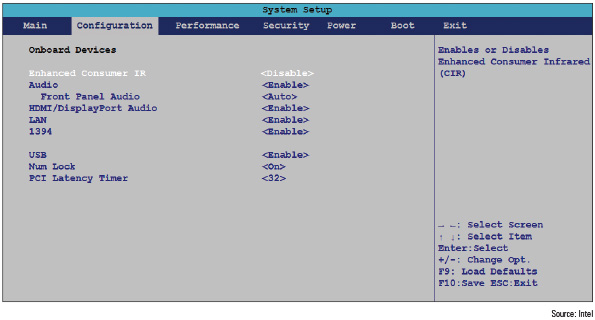 System Setup
Main Configuration Performance Security Power Boot Exit
Onboard Devices
Enhanced Consumer IR <Disable>
Audio <Enable>
Front Panel Audio <Auto>
HDMI/DisplayPort Audio <Enable>
LAN <Enable>
1394 <Enable>
USB <Enable>
Num Lock <On>
PCI Latency Timer <32>
Enables or Disables
Enhanced Consumer Infrared
(CIR)
→ ←: Select Screen
↑ ↓: Select Item
Enter:Select
+/-: Change Opt.
F9: Load Defaults
F10:Save ESC:Exit
Source: Intel